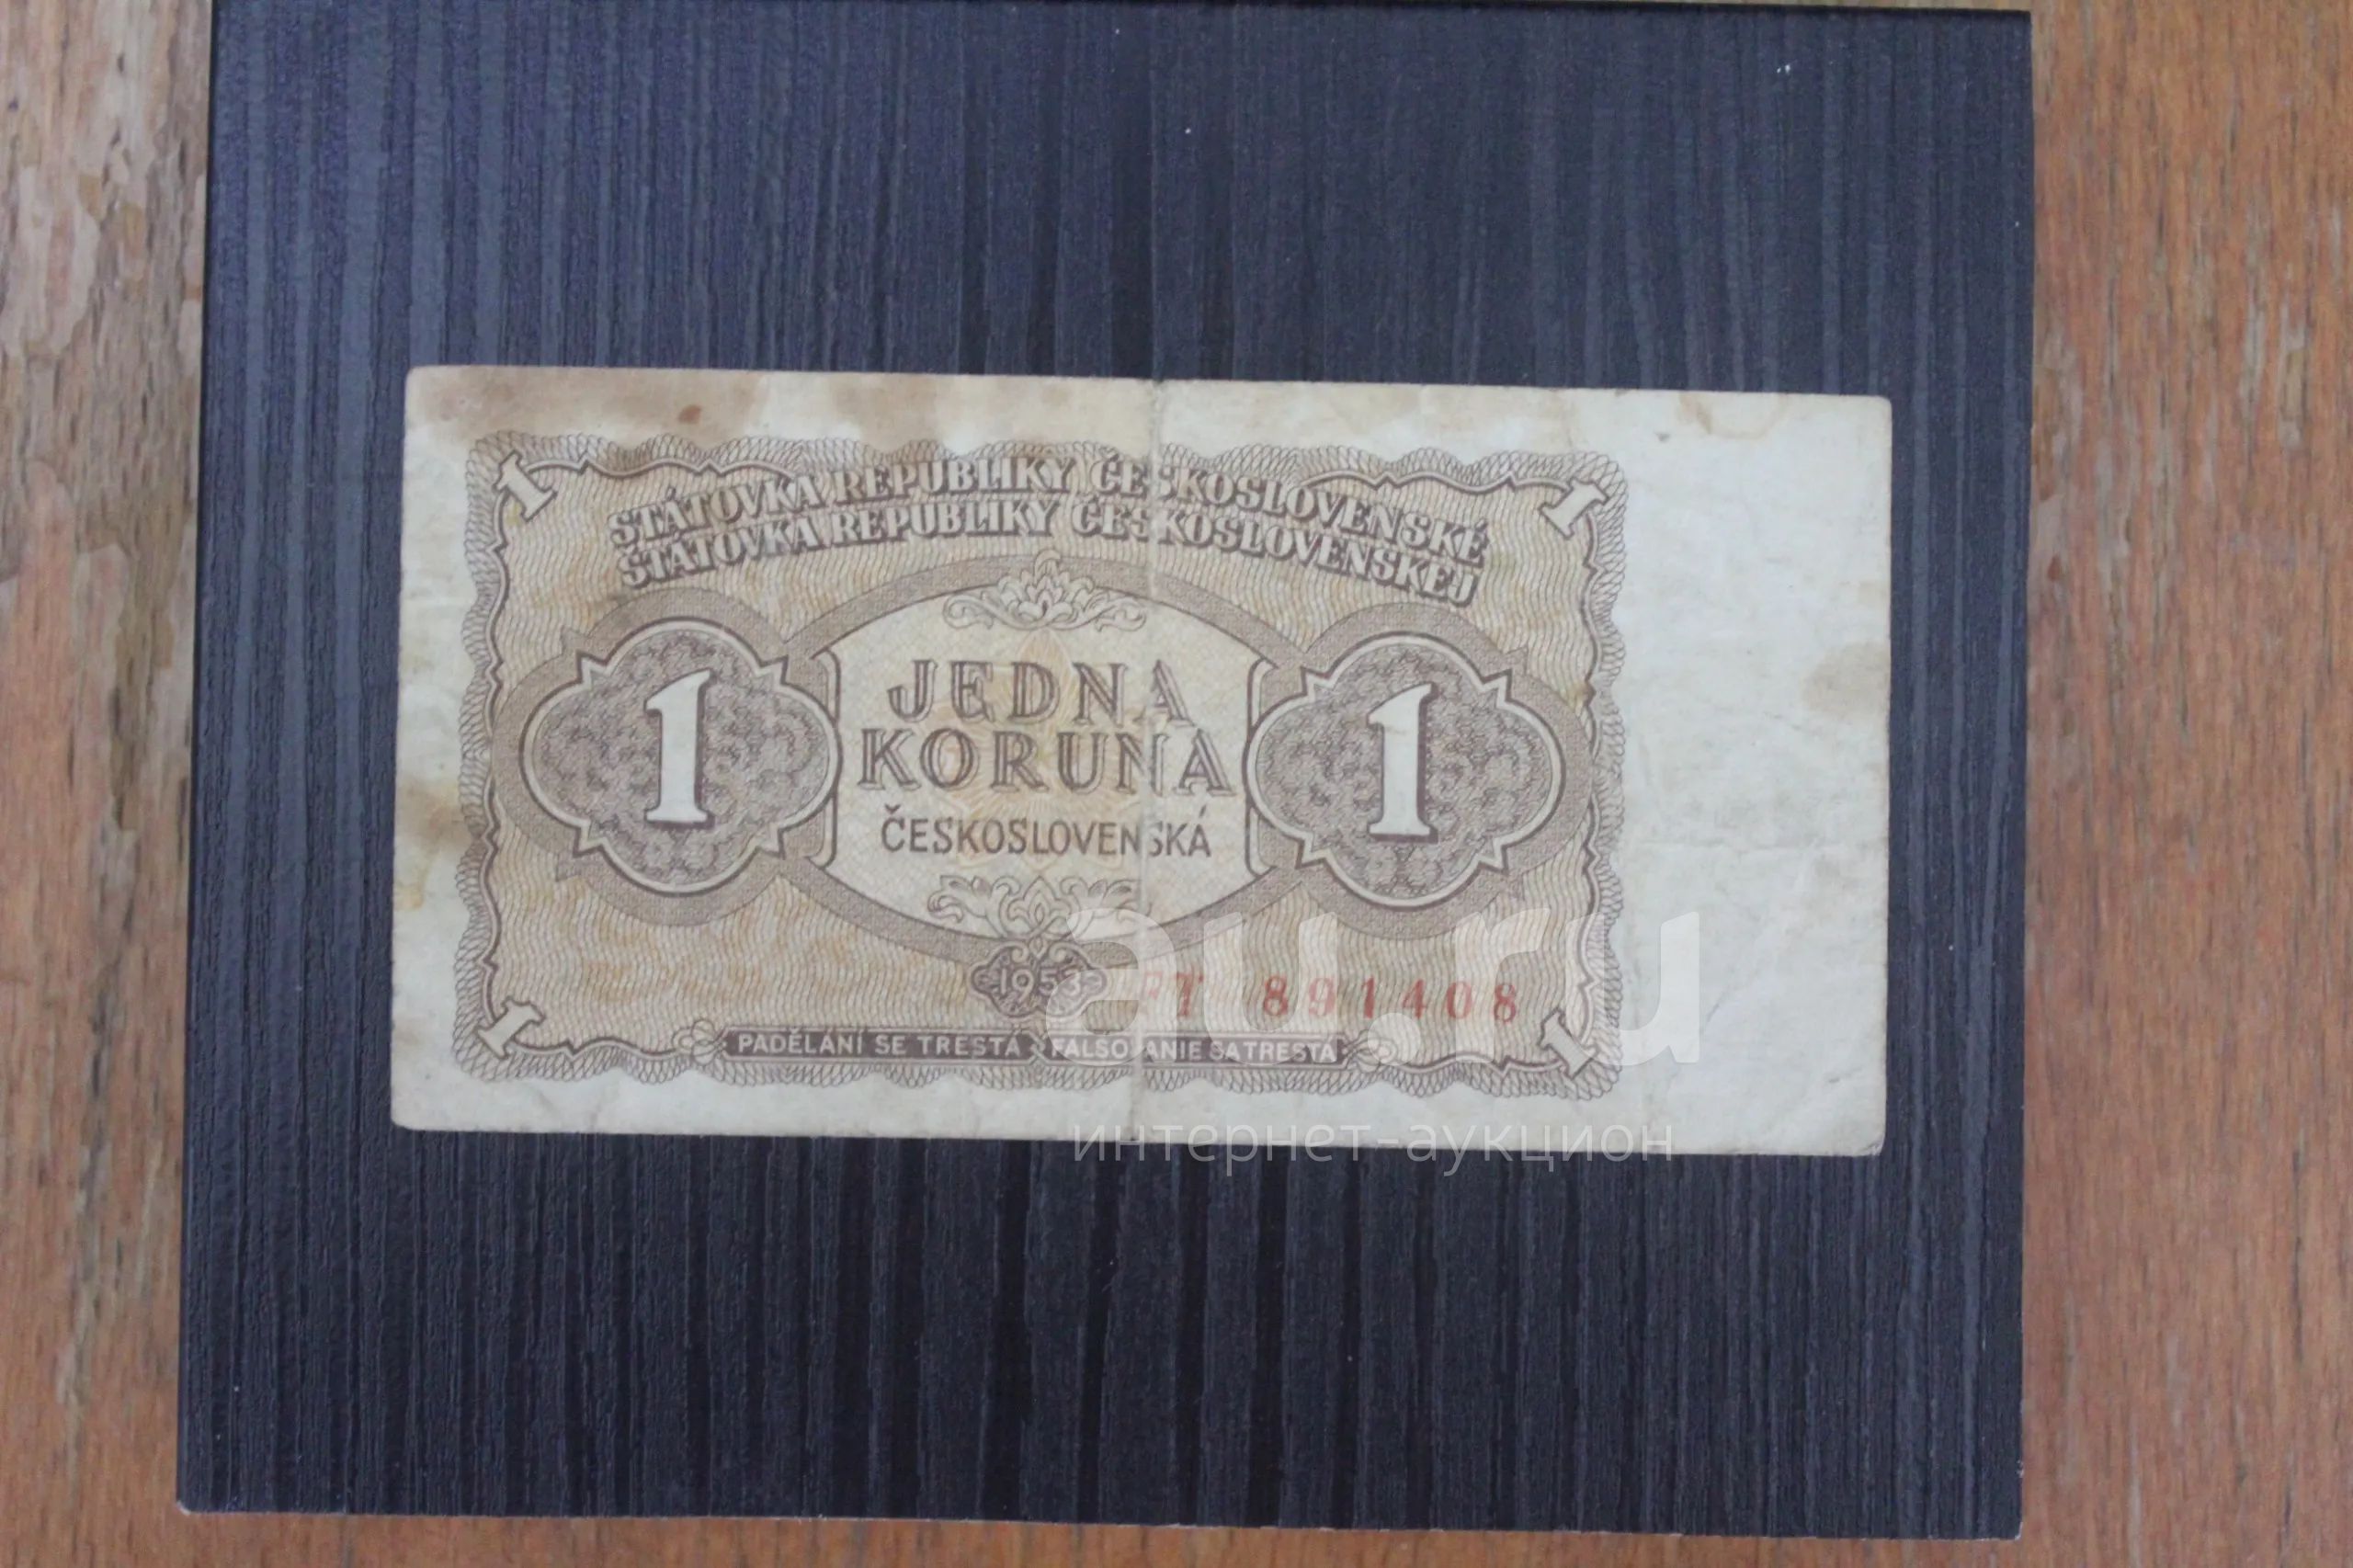 1 1
STÁTOVKA REPUBLIKY ČESKOSLOVENSKÉ
ŠTÁTOVKA REPUBLIKY ČESKOSLOVENSKEJ
1 JEDNA 1
KORUNA
ČESKOSLOVENSKÁ
1953 891408
1 PADĚLÁNÍ SE TRESTÁ FALŠOVANIE SA TRESTÁ 1
au.ru
интернет-аукцион